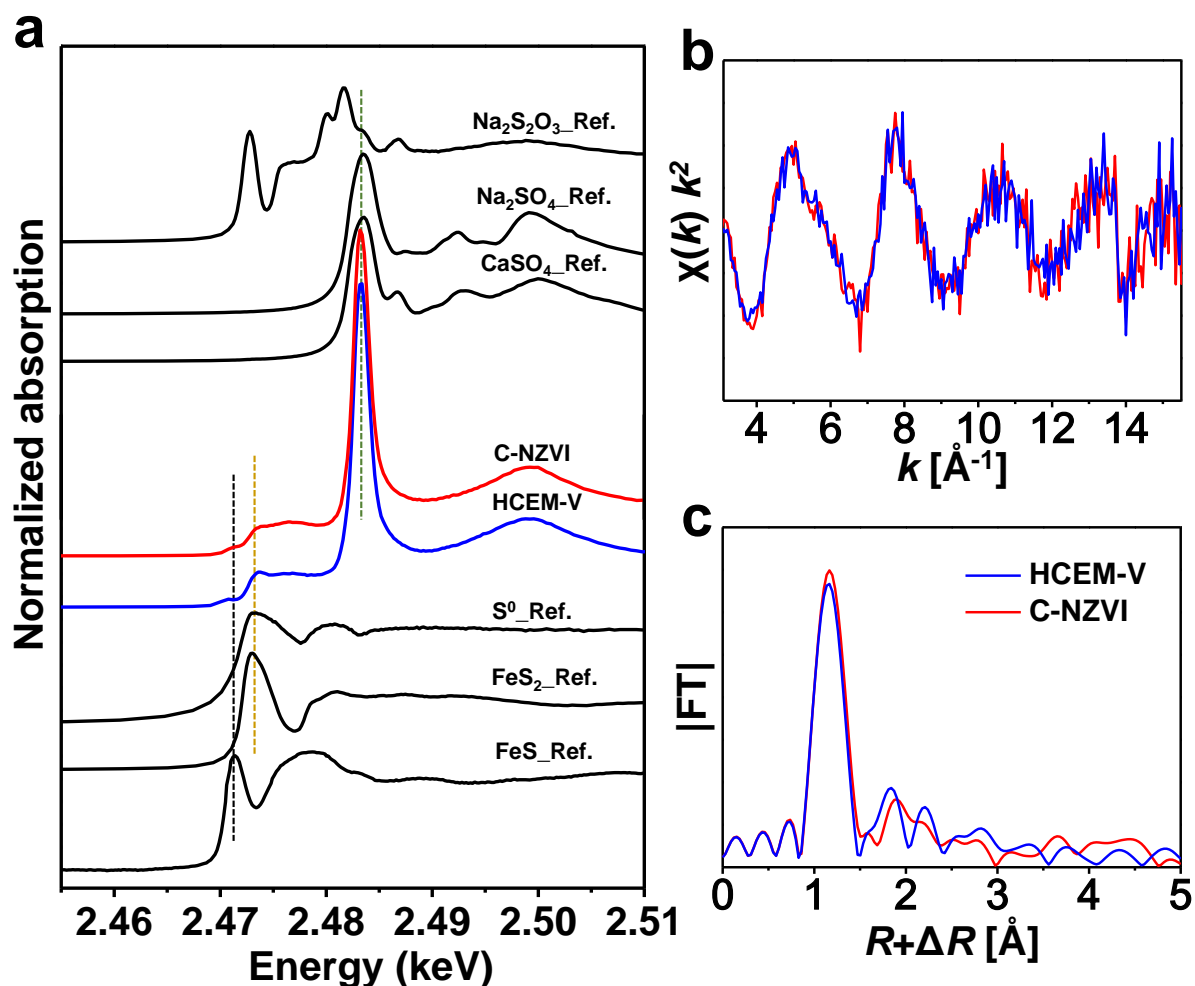 a
Normalized absorption
Na₂S₂O₃_Ref.
Na₂SO₄_Ref.
CaSO₄_Ref.
C-NZVI
HCEM-V
S⁰_Ref.
FeS₂_Ref.
FeS_Ref.
2.46 2.47 2.48 2.49 2.50 2.51
Energy (keV)
b
χ(k) k²
4 6 8 10 12 14
k [Å⁻¹]
c
|FT|
HCEM-V
C-NZVI
0 1 2 3 4 5
R+ΔR [Å]